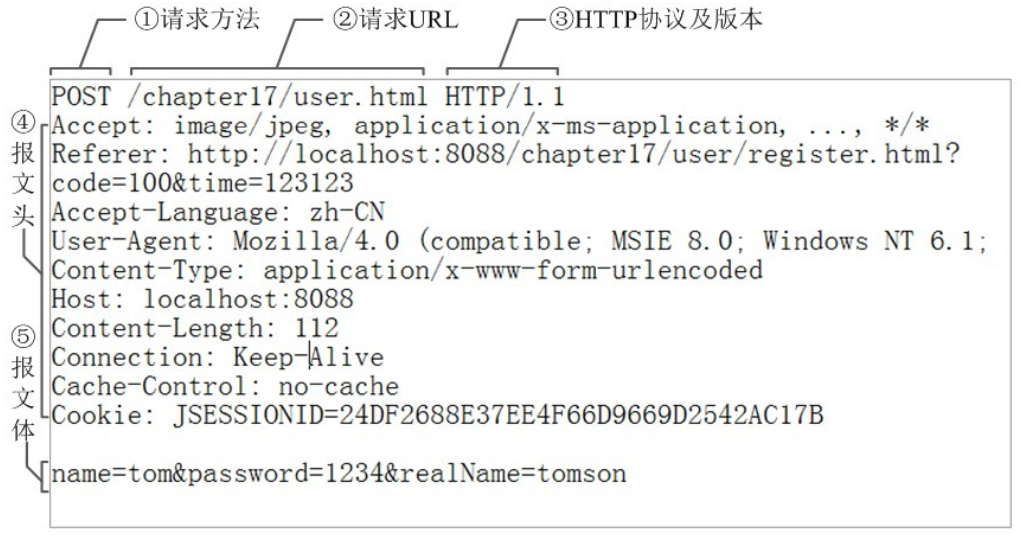 ①请求方法 ②请求URL ③HTTP协议及版本
POST /chapter17/user.html HTTP/1.1
④报文头
Accept: image/jpeg, application/x-ms-application, ..., */*
Referer: http://localhost:8088/chapter17/user/register.html?
code=100&time=123123
Accept-Language: zh-CN
User-Agent: Mozilla/4.0 (compatible; MSIE 8.0; Windows NT 6.1;
Content-Type: application/x-www-form-urlencoded
Host: localhost:8088
Content-Length: 112
Connection: Keep-Alive
Cache-Control: no-cache
Cookie: JSESSIONID=24DF2688E37EE4F66D9669D2542AC17B
⑤报文体
name=tom&password=1234&realName=tomson